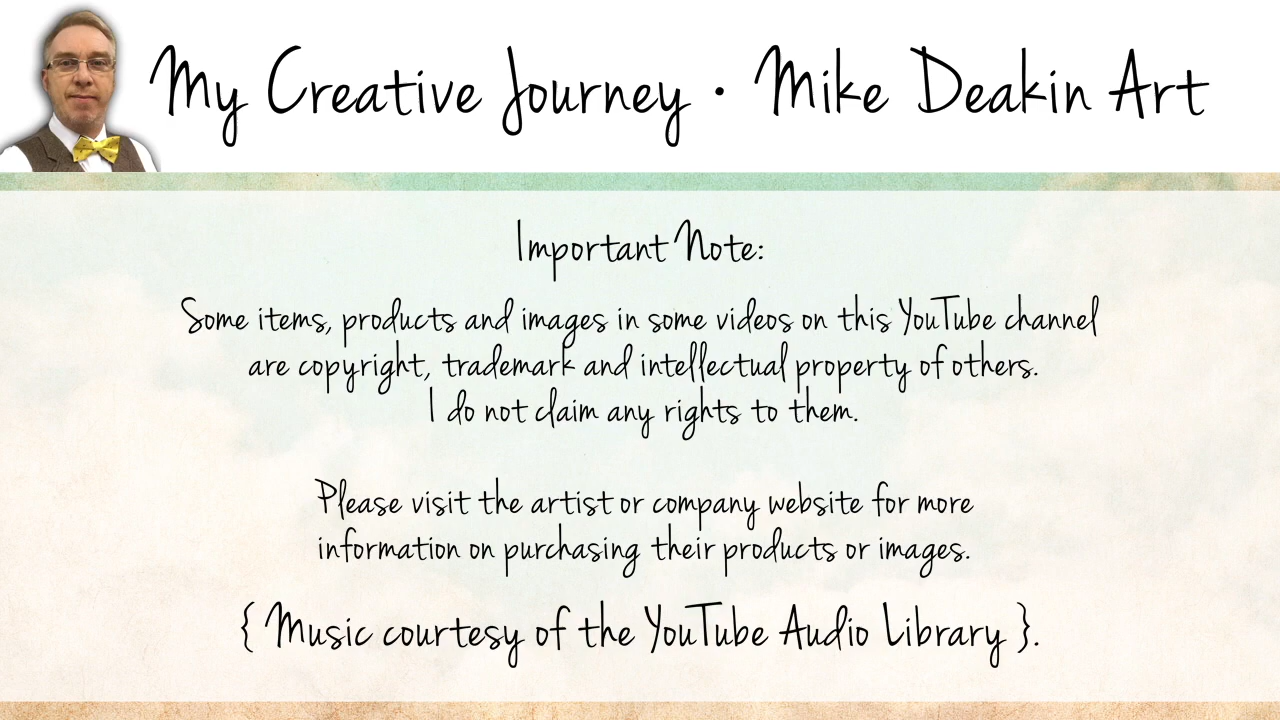 My Creative Journey • Mike Deakin Art
Important Note:
Some items, products and images in some videos on this YouTube channel
are copyright, trademark and intellectual property of others.
I do not claim any rights to them.
Please visit the artist or company website for more
information on purchasing their products or images.
{ Music courtesy of the YouTube Audio Library }.